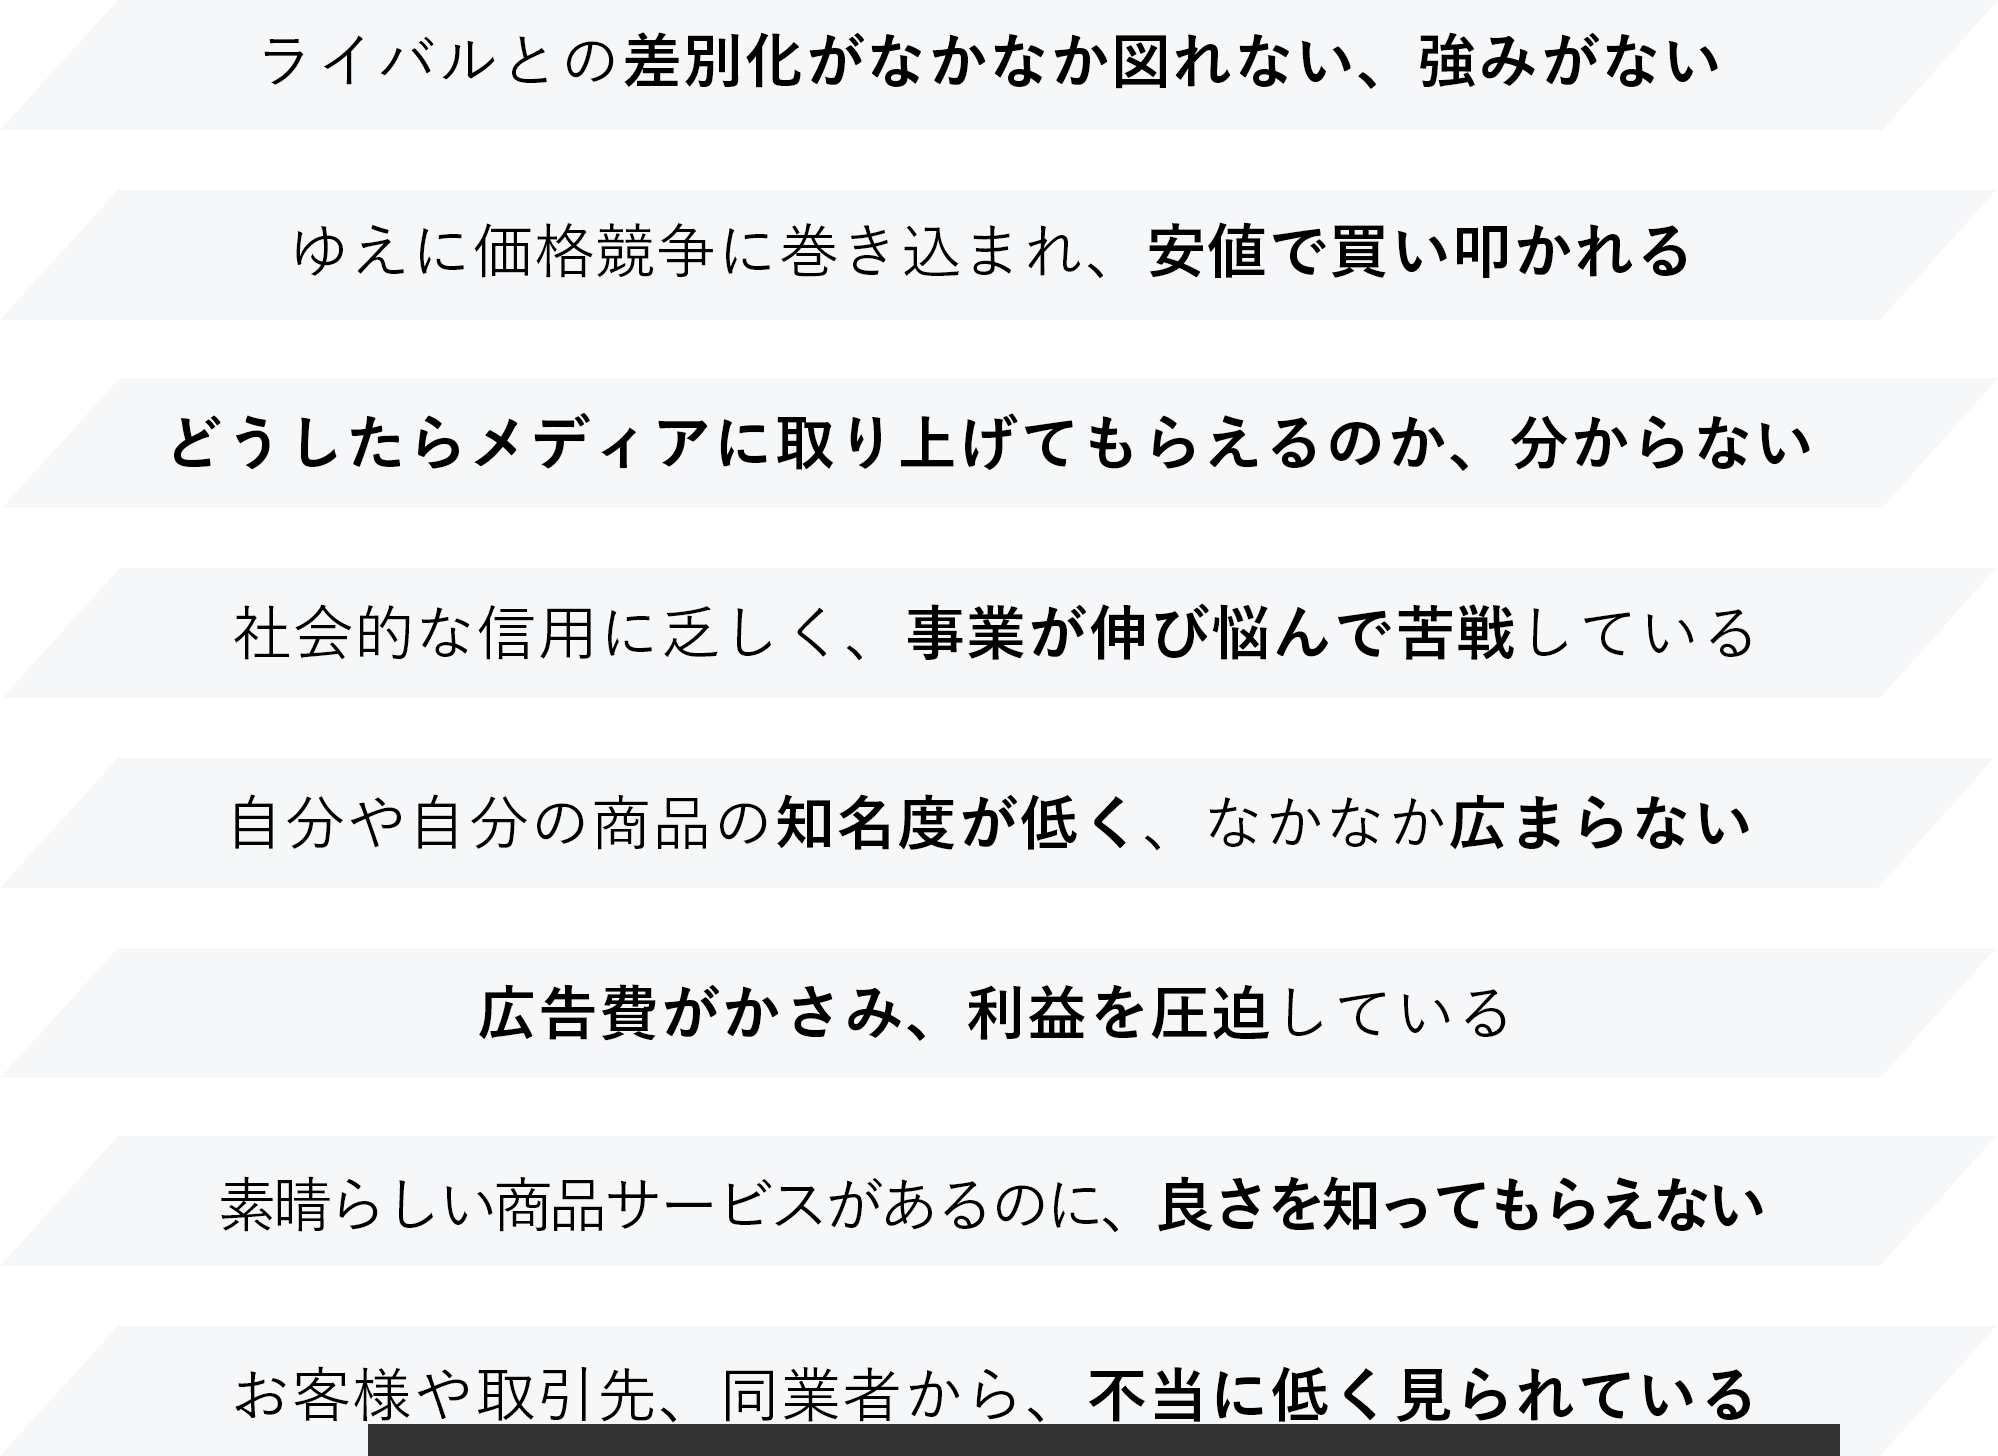 ライバルとの差別化がなかなか図れない、強みがない
ゆえに価格競争に巻き込まれ、安値で買い叩かれる
どうしたらメディアに取り上げてもらえるのか、分からない
社会的な信用に乏しく、事業が伸び悩んで苦戦している
自分や自分の商品の知名度が低く、なかなか広まらない
広告費がかさみ、利益を圧迫している
素晴らしい商品サービスがあるのに、良さを知ってもらえない
お客様や取引先、同業者から、不当に低く見られている